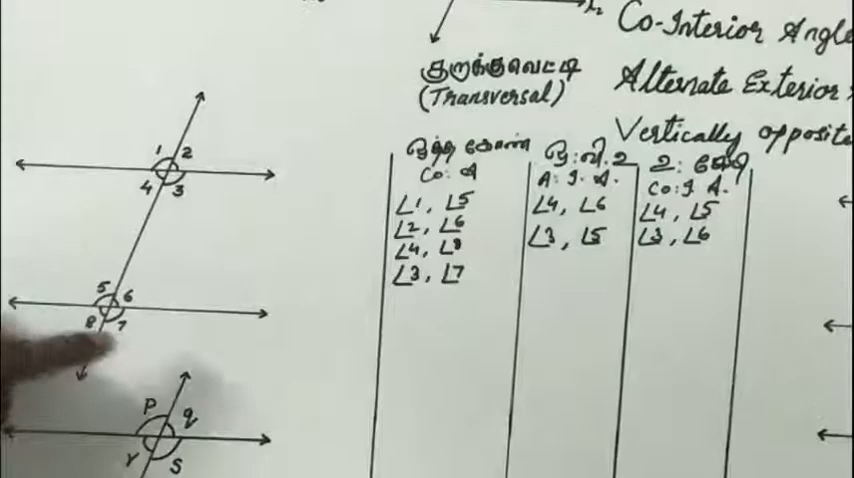 Co-Interior Angle
குறுக்குவெட்டி
(Transversal)
Alternate Exterior
Vertically opposite
1 2
4 3
5 6
8 7
P q
r S
ஒத்த கோண
Co: A
∠1, ∠5
∠2, ∠6
∠4, ∠8
∠3, ∠7
ஒ:வி.உ
A: I. A.
∠4, ∠6
∠3, ∠5
Co: I A.
∠4, ∠5
∠3, ∠6